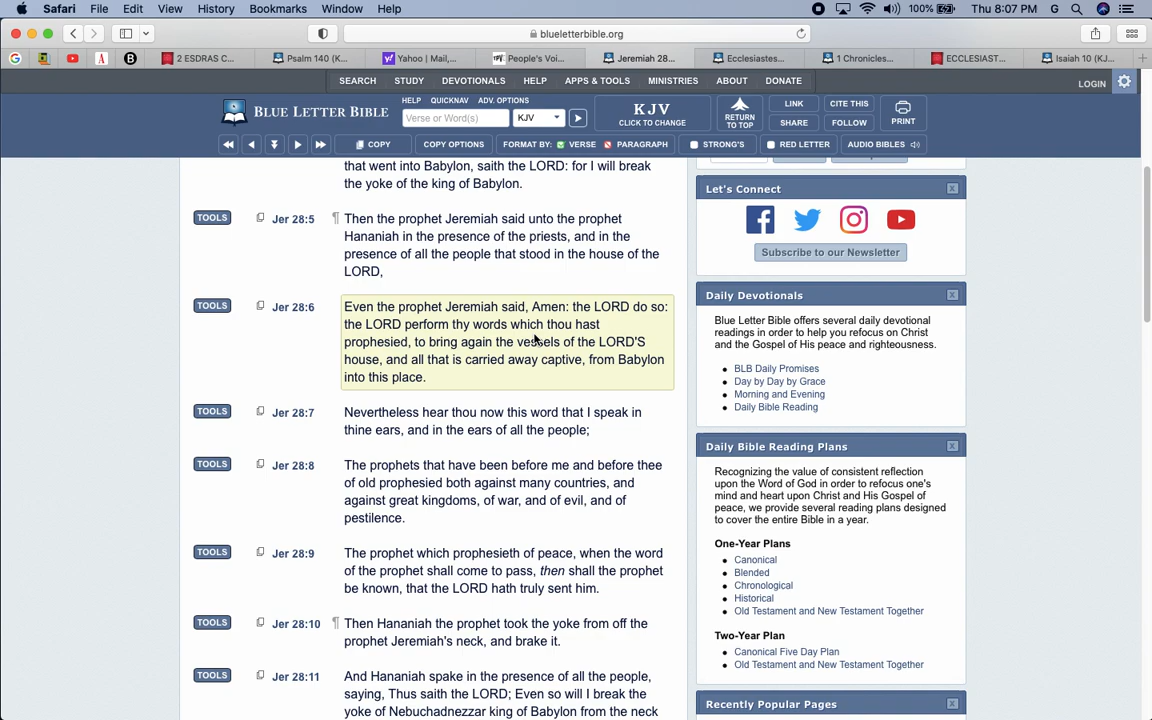 Safari File Edit View History Bookmarks Window Help 100% Thu 8:07 PM G
blueletterbible.org
G A B 2 ESDRAS C... Psalm 140 (K... Yahoo | Mail,... People's Voi... Jeremiah 28... Ecclesiastes... 1 Chronicles... ECCLESIAST... Isaiah 10 (KJ...
SEARCH STUDY DEVOTIONALS HELP APPS & TOOLS MINISTRIES ABOUT DONATE LOGIN
HELP QUICKNAV ADV. OPTIONS
BLUE LETTER BIBLE Verse or Word(s) KJV
KJV
CLICK TO CHANGE
RETURN
TO TOP
LINK CITE THIS
SHARE FOLLOW
PRINT
COPY COPY OPTIONS FORMAT BY: VERSE PARAGRAPH STRONG'S RED LETTER AUDIO BIBLES
that went into Babylon, saith the LORD: for I will break
the yoke of the king of Babylon.
TOOLS Jer 28:5 ¶ Then the prophet Jeremiah said unto the prophet
Hananiah in the presence of the priests, and in the
presence of all the people that stood in the house of the
LORD,
TOOLS Jer 28:6 Even the prophet Jeremiah said, Amen: the LORD do so:
the LORD perform thy words which thou hast
prophesied, to bring again the vessels of the LORD'S
house, and all that is carried away captive, from Babylon
into this place.
TOOLS Jer 28:7 Nevertheless hear thou now this word that I speak in
thine ears, and in the ears of all the people;
TOOLS Jer 28:8 The prophets that have been before me and before thee
of old prophesied both against many countries, and
against great kingdoms, of war, and of evil, and of
pestilence.
TOOLS Jer 28:9 The prophet which prophesieth of peace, when the word
of the prophet shall come to pass, then shall the prophet
be known, that the LORD hath truly sent him.
TOOLS Jer 28:10 ¶ Then Hananiah the prophet took the yoke from off the
prophet Jeremiah's neck, and brake it.
TOOLS Jer 28:11 And Hananiah spake in the presence of all the people,
saying, Thus saith the LORD; Even so will I break the
yoke of Nebuchadnezzar king of Babylon from the neck
Let's Connect
Subscribe to our Newsletter
Daily Devotionals
Blue Letter Bible offers several daily devotional
readings in order to help you refocus on Christ
and the Gospel of His peace and righteousness.
BLB Daily Promises
Day by Day by Grace
Morning and Evening
Daily Bible Reading
Daily Bible Reading Plans
Recognizing the value of consistent reflection
upon the Word of God in order to refocus one's
mind and heart upon Christ and His Gospel of
peace, we provide several reading plans designed
to cover the entire Bible in a year.
One-Year Plans
Canonical
Blended
Chronological
Historical
Old Testament and New Testament Together
Two-Year Plan
Canonical Five Day Plan
Old Testament and New Testament Together
Recently Popular Pages